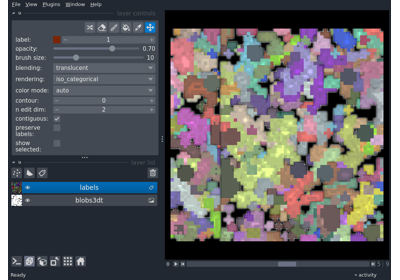 File View Plugins Window Help
layer controls
label: 1
opacity: 0.70
brush size: 10
blending: translucent
rendering: iso_categorical
color mode: auto
contour: 0
n edit dim: 2
contiguous:
preserve
labels:
show
selected:
layer list
labels
blobs3dt
Ready
activity